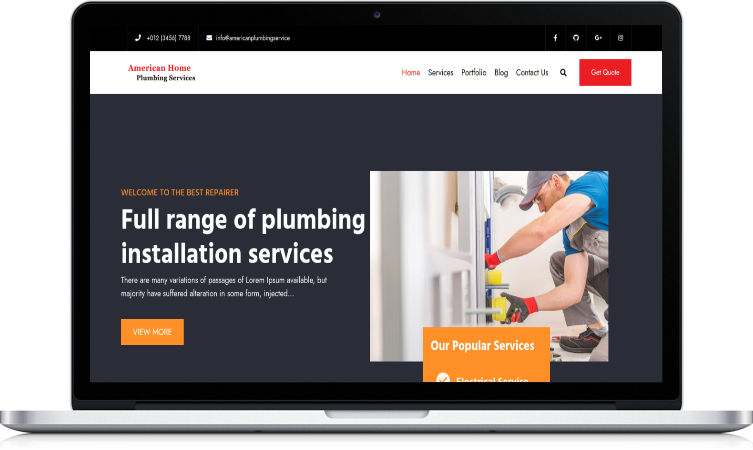 +012 (3456) 7788
info@americanplumbingservice
American Home
Plumbing Services
Home Services Portfolio Blog Contact Us
Get Quote
WELCOME TO THE BEST REPAIRER
Full range of plumbing
installation services
There are many variations of passages of Lorem Ipsum available, but
majority have suffered alteration in some form, injected...
VIEW MORE
Our Popular Services
Electrical Service